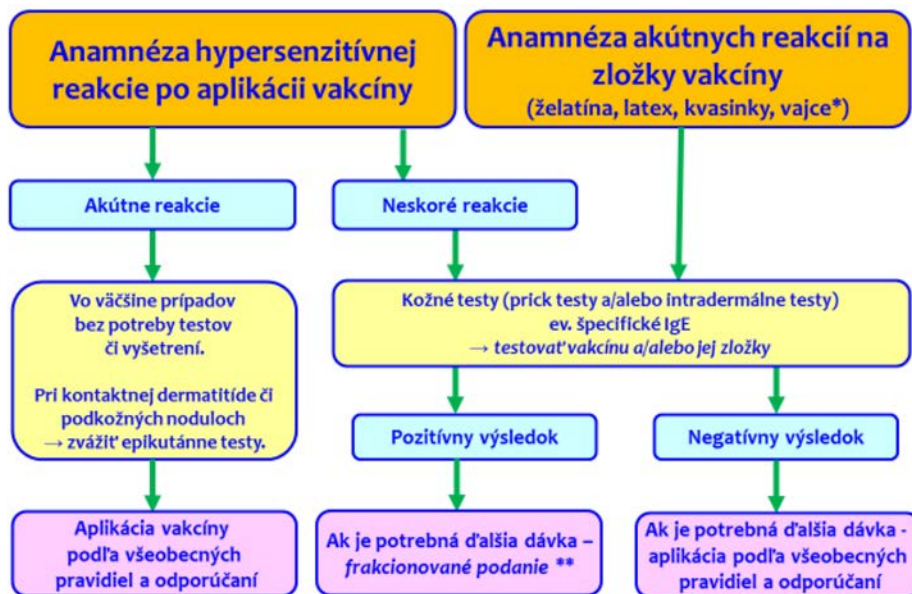 Anamnéza hypersenzitívnej
reakcie po aplikácii vakcíny
Anamnéza akútnych reakcií na
zložky vakcíny
(želatína, latex, kvasinky, vajce*)
Akútne reakcie
Neskoré reakcie
Vo väčšine prípadov
bez potreby testov
či vyšetrení.
Pri kontaktnej dermatitíde či
podkožných noduloch
→ zvážiť epikutánne testy.
Kožné testy (prick testy a/alebo intradermálne testy)
ev. špecifické IgE
→ testovať vakcínu a/alebo jej zložky
Pozitívny výsledok
Negatívny výsledok
Aplikácia vakcíny
podľa všeobecných
pravidiel a odporúčaní
Ak je potrebná ďalšia dávka –
frakcionované podanie **
Ak je potrebná ďalšia dávka -
aplikácia podľa všeobecných
pravidiel a odporúčaní